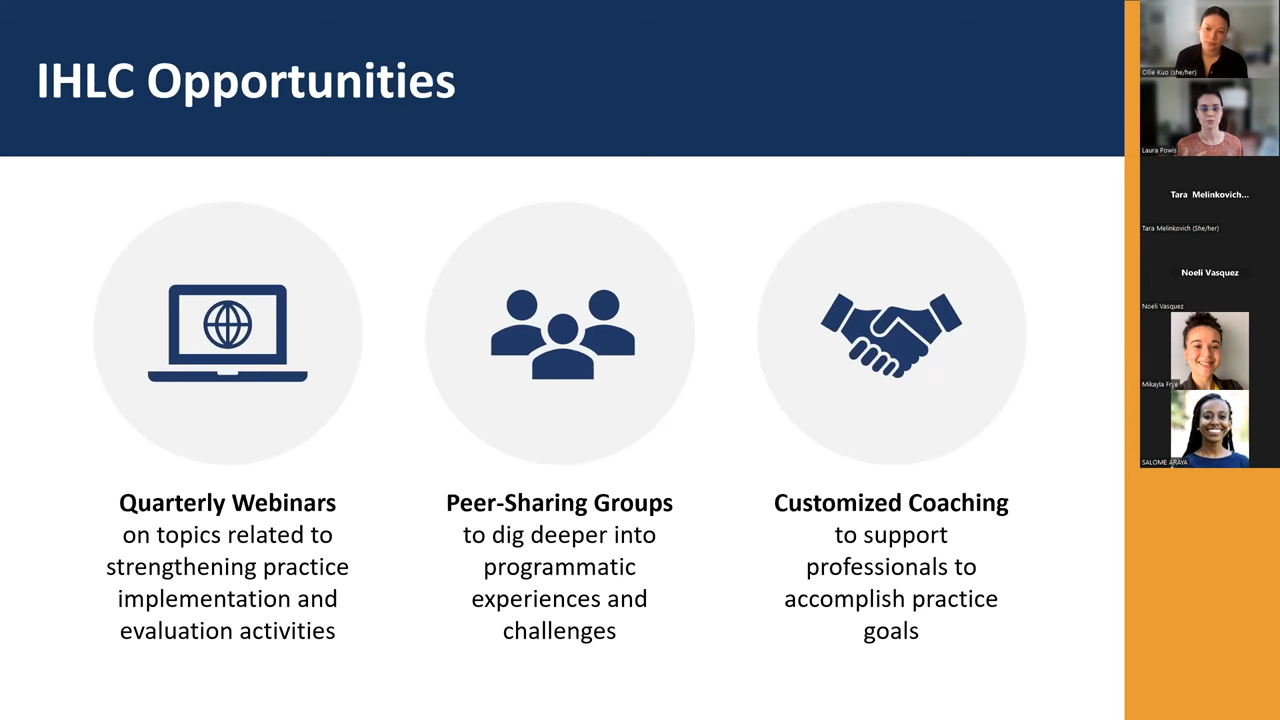 IHLC Opportunities
Quarterly Webinars
on topics related to
strengthening practice
implementation and
evaluation activities
Peer-Sharing Groups
to dig deeper into
programmatic
experiences and
challenges
Customized Coaching
to support
professionals to
accomplish practice
goals
Ollie Kuo (she/her)
Laura Powis
Tara Melinkovich...
Tara Melinkovich (She/her)
Noeli Vasquez
Noeli Vasquez
Mikayla Frye
SALOME ARAYA